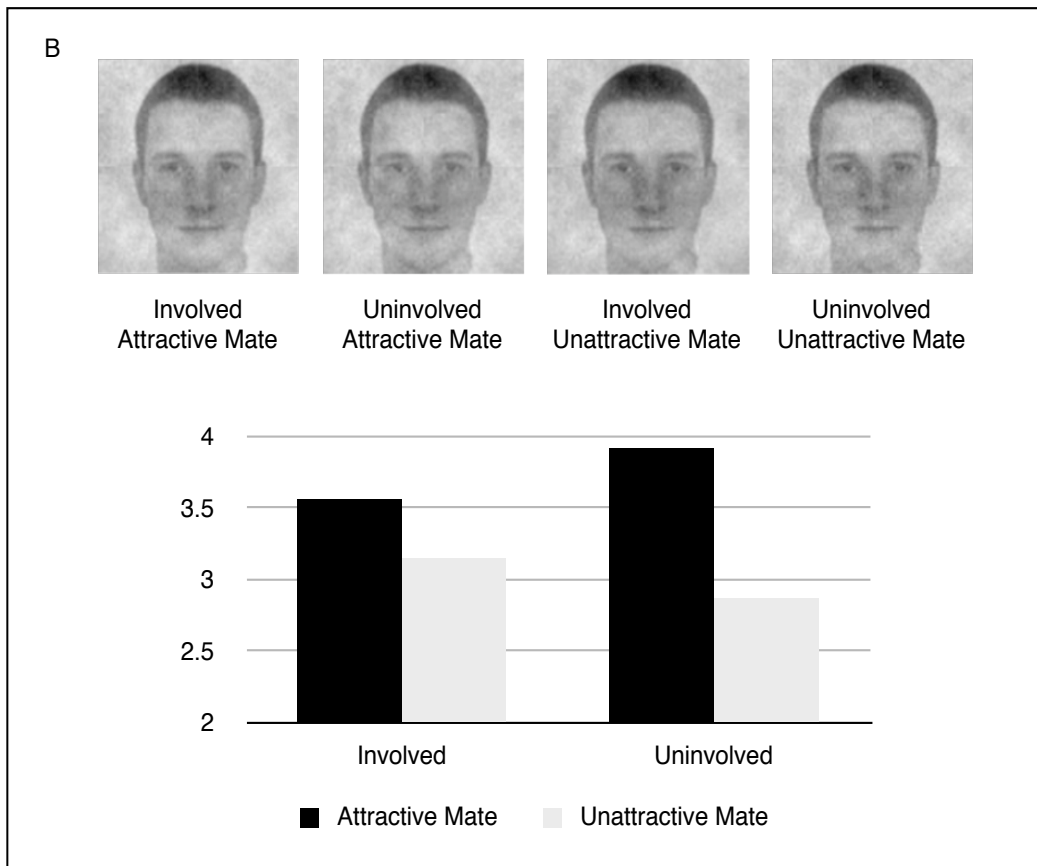 B
Involved
Attractive Mate
Uninvolved
Attractive Mate
Involved
Unattractive Mate
Uninvolved
Unattractive Mate
4
3.5
3
2.5
2
Involved
Uninvolved
Attractive Mate
Unattractive Mate